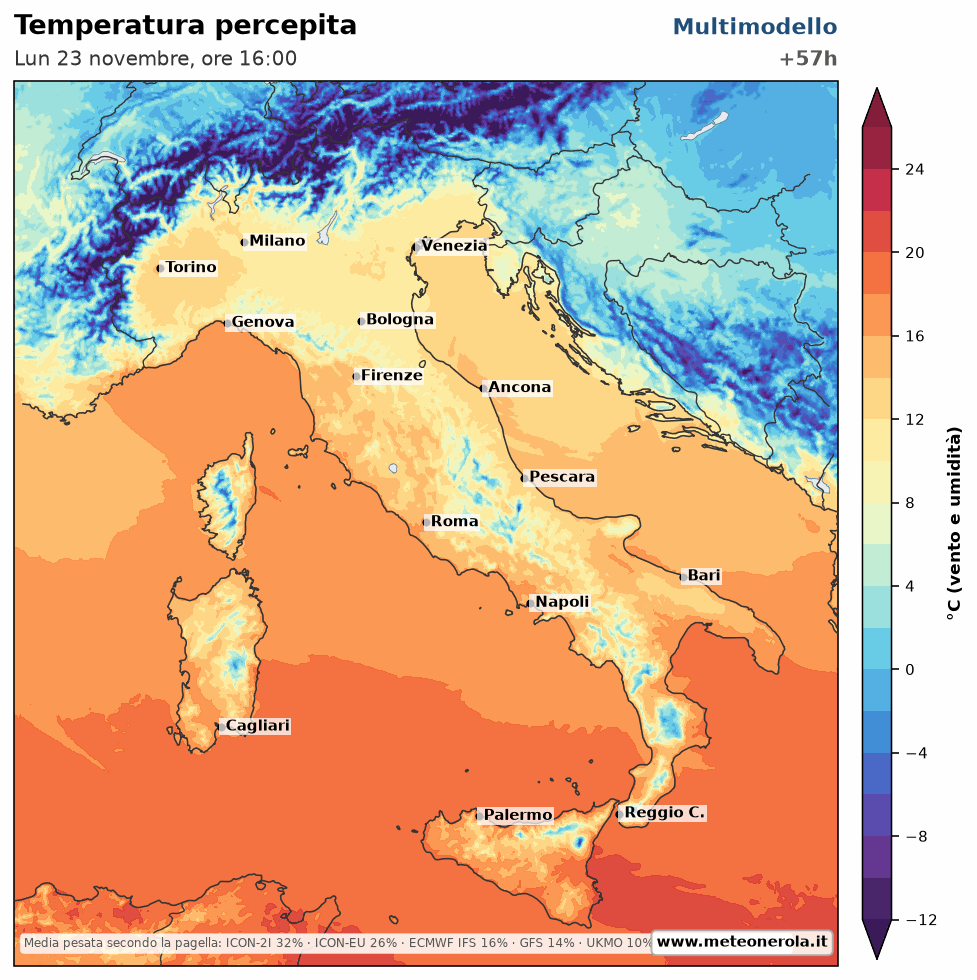 Temperatura percepita
Multimodello
Lun 23 novembre, ore 16:00
+57h
Milano
Venezia
Torino
Genova
Bologna
Firenze
Ancona
Pescara
Roma
Bari
Napoli
Cagliari
Palermo
Reggio C.
24
20
16
12
8
4
0
−4
−8
−12
°C (vento e umidità)
Media pesata secondo la pagella: ICON-2I 32% · ICON-EU 26% · ECMWF IFS 16% · GFS 14% · UKMO 10%
www.meteonerola.it